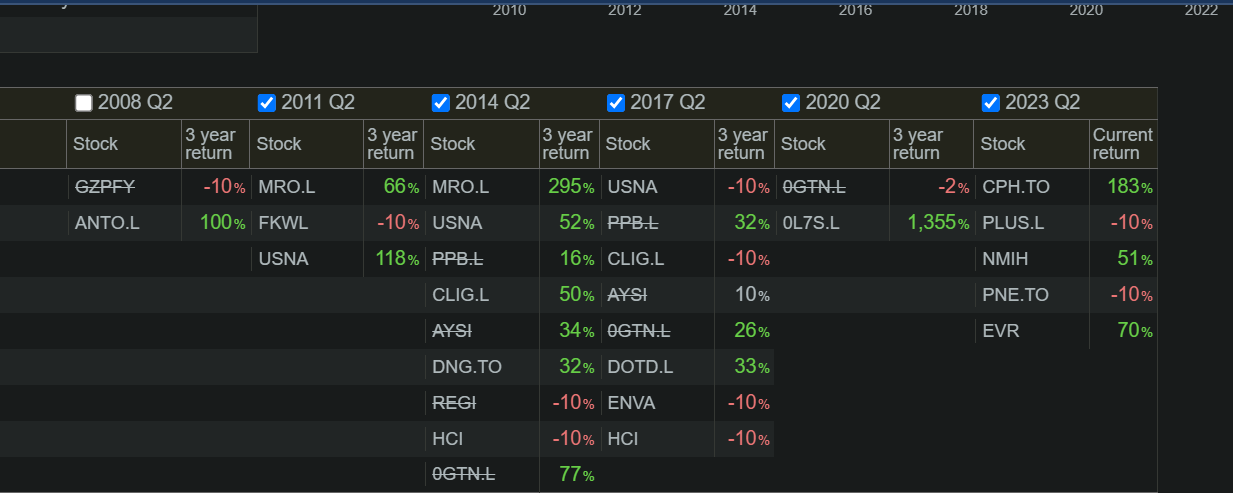 2010 2012 2014 2016 2018 2020 2022
2008 Q2 2011 Q2 2014 Q2 2017 Q2 2020 Q2 2023 Q2
Stock 3 year return Stock 3 year return Stock 3 year return Stock 3 year return Stock 3 year return Stock Current return
GZPFY -10% MRO.L 66% MRO.L 295% USNA -10% 0GTN.L -2% CPH.TO 183%
ANTO.L 100% FKWL -10% USNA 52% PPB.L 32% 0L7S.L 1,355% PLUS.L -10%
USNA 118% PPB.L 16% CLIG.L -10% NMIH 51%
CLIG.L 50% AYSI 10% PNE.TO -10%
AYSI 34% 0GTN.L 26% EVR 70%
DNG.TO 32% DOTD.L 33%
REGI -10% ENVA -10%
HCI -10% HCI -10%
0GTN.L 77%